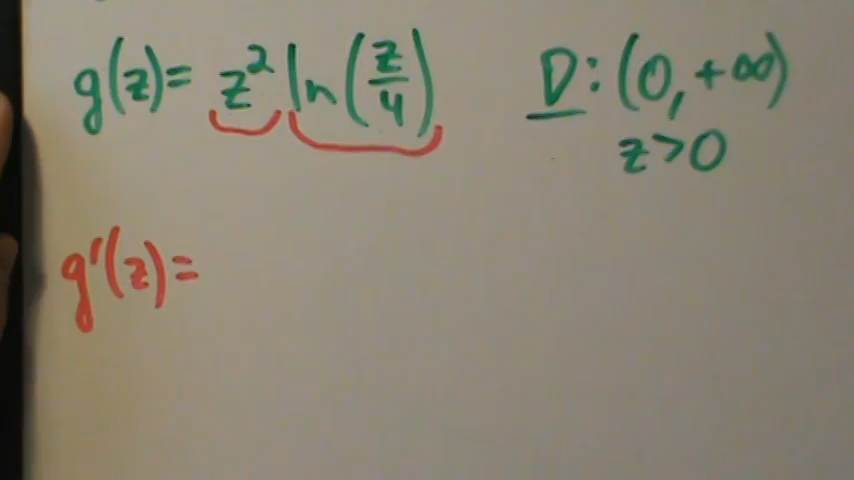 g(z) = z² ln(z/4) D: (0, +∞)
z > 0
g'(z) =